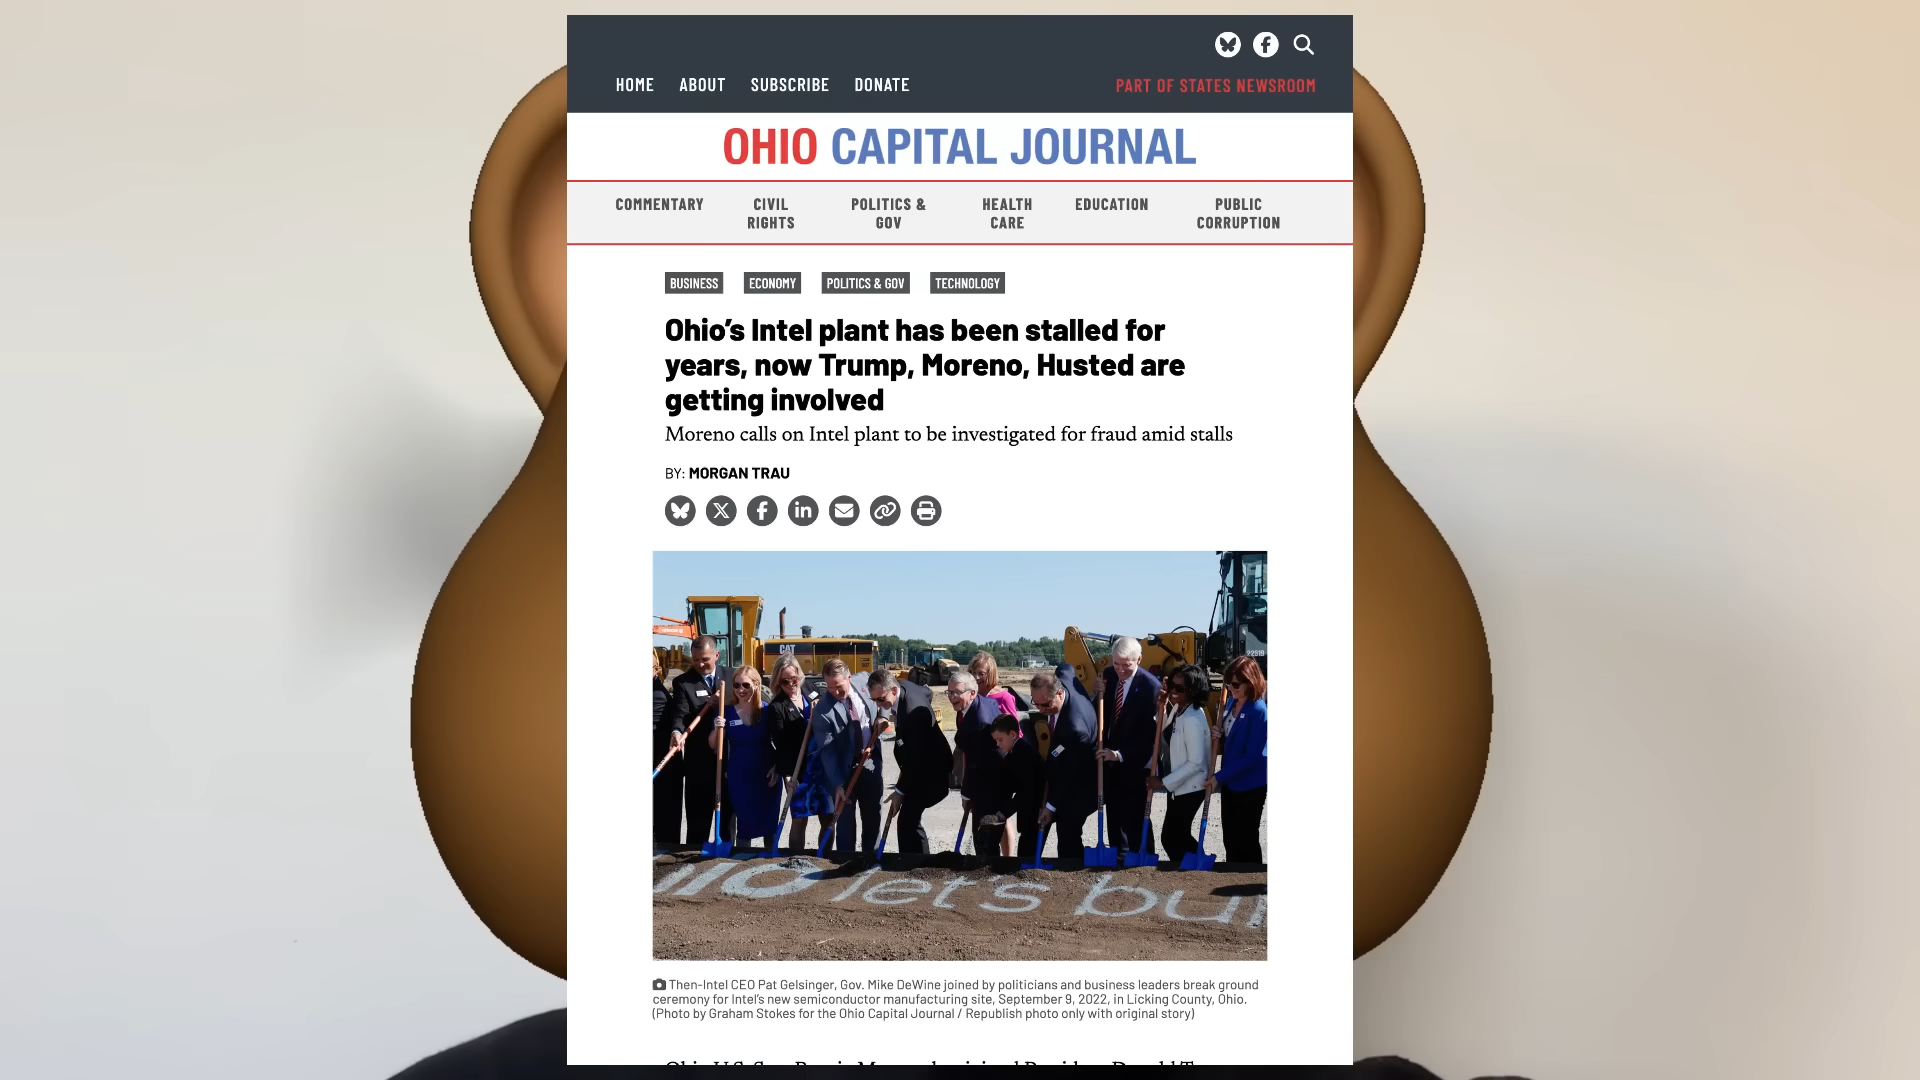 HOME ABOUT SUBSCRIBE DONATE PART OF STATES NEWSROOM
OHIO CAPITAL JOURNAL
COMMENTARY CIVIL RIGHTS POLITICS & GOV HEALTH CARE EDUCATION PUBLIC CORRUPTION
BUSINESS ECONOMY POLITICS & GOV TECHNOLOGY
Ohio’s Intel plant has been stalled for
years, now Trump, Moreno, Husted are
getting involved
Moreno calls on Intel plant to be investigated for fraud amid stalls
BY: MORGAN TRAU
CAT
22019
let's
Then-Intel CEO Pat Gelsinger, Gov. Mike DeWine joined by politicians and business leaders break ground
ceremony for Intel's new semiconductor manufacturing site, September 9, 2022, in Licking County, Ohio.
(Photo by Graham Stokes for the Ohio Capital Journal / Republish photo only with original story)